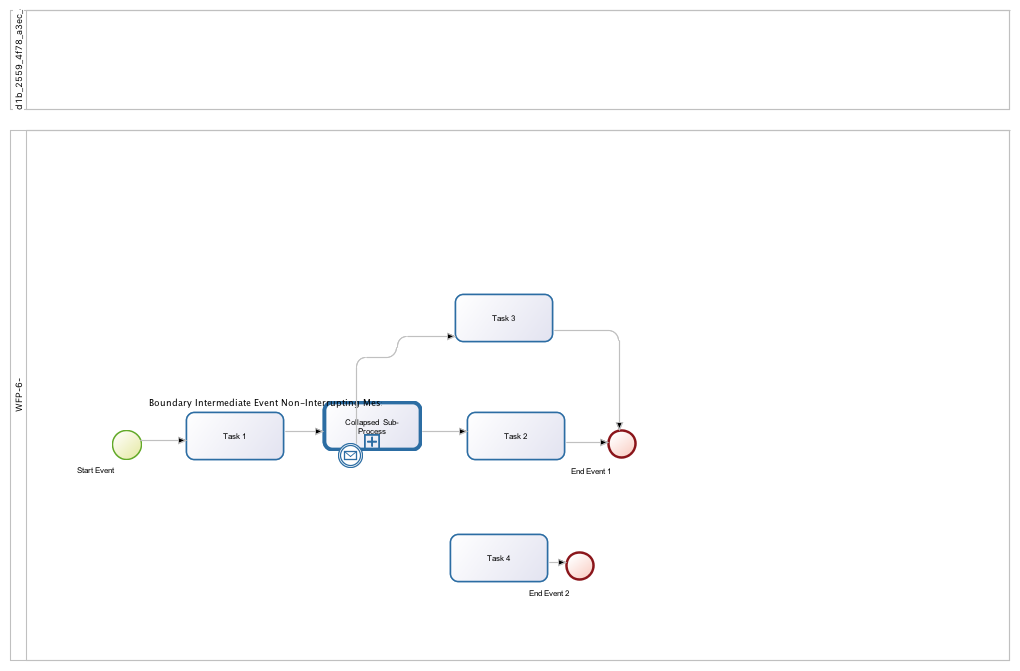 d1b_2559_4f78_a3ec_
WFP-6-
Task 3
Boundary Intermediate Event Non-Interrupting Mes
Task 1
Collapsed Sub-
Process
Task 2
Start Event
End Event 1
Task 4
End Event 2